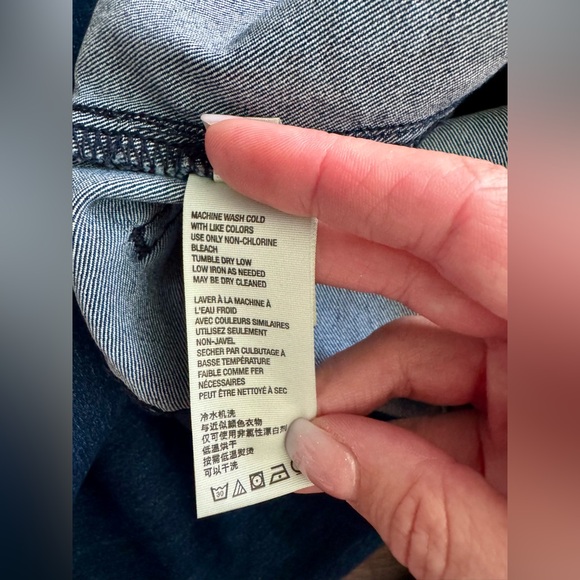 MACHINE WASH COLD
WITH LIKE COLORS
USE ONLY NON-CHLORINE
BLEACH
TUMBLE DRY LOW
LOW IRON AS NEEDED
MAY BE DRY CLEANED
LAVER À LA MACHINE À
L'EAU FROID
AVEC COULEURS SIMILAIRES
UTILISEZ SEULEMENT
NON-JAVEL
SECHER PAR CULBUTAGE À
BASSE TEMPÉRATURE
FAIBLE COMME FER
NÉCESSAIRES
PEUT ÊTRE NETTOYÉ À SEC
冷水机洗
与近似颜色衣物
仅可使用非氯性漂白剂
低温烘干
按需低温熨烫
可以干洗
30